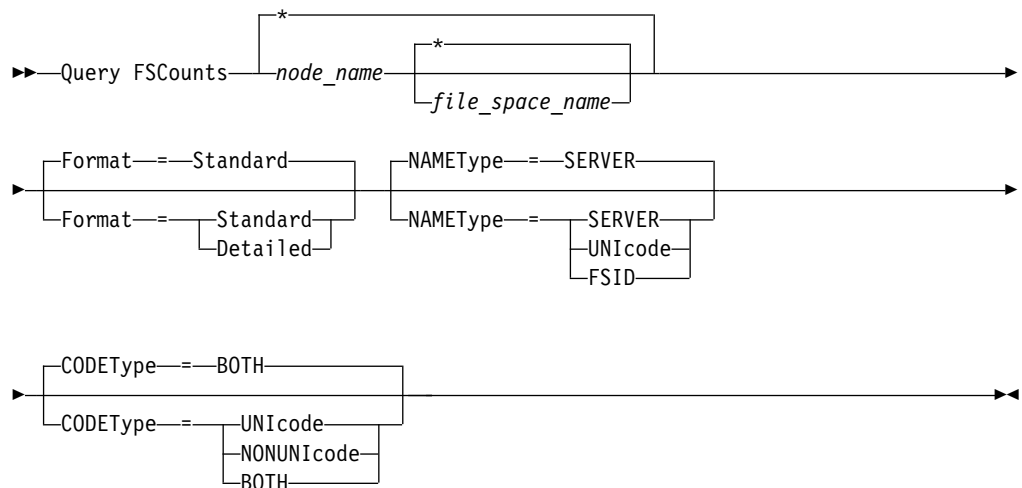 *
Query FSCounts node_name *
file_space_name
Format = Standard NAMEType = SERVER
Format = Standard NAMEType = SERVER
Detailed UNIcode
FSID
CODEType = BOTH
CODEType = UNIcode
NONUNIcode
BOTH